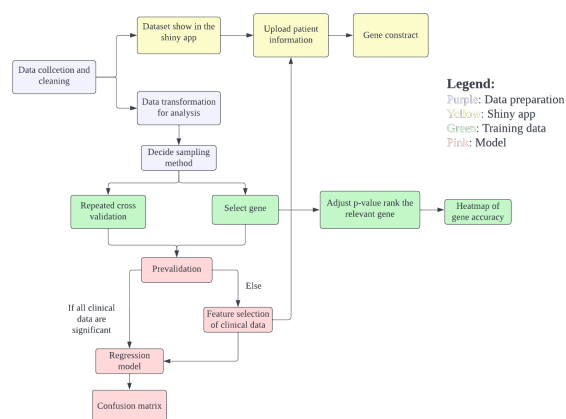 Dataset show in the
shiny app
Upload patient
information
Gene constract
Data collcetion and
cleaning
Data transformation
for analysis
Legend:
Purple: Data preparation
Yellow: Shiny app
Green: Training data
Pink: Model
Decide sampling
method
Repeated cross
validation
Select gene
Adjust p-value rank the
relevant gene
Heatmap of
gene accuracy
Prevalidation
Else
If all clinical
data are
significant
Feature selection
of clinical data
Regression
model
Confusion matrix